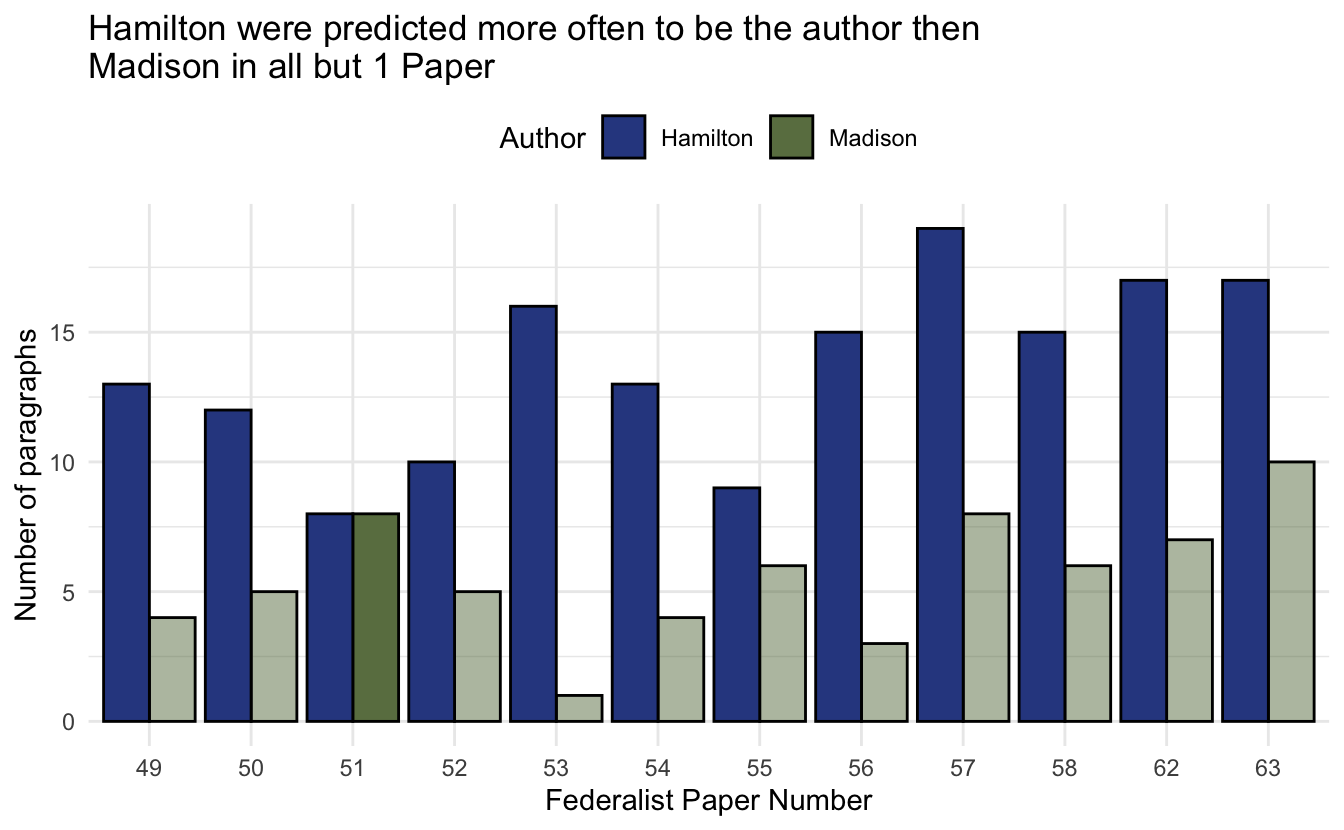 Hamilton were predicted more often to be the author then
Madison in all but 1 Paper
Author Hamilton Madison
Number of paragraphs
15
10
5
0
49 50 51 52 53 54 55 56 57 58 62 63
Federalist Paper Number